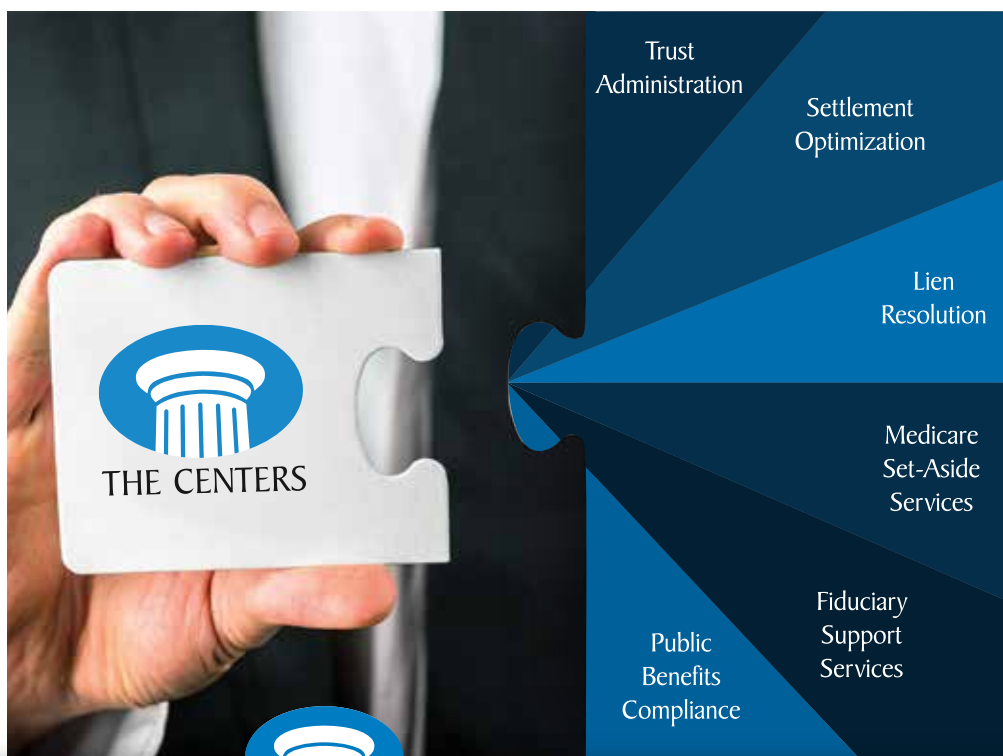 Trust
Administration
Settlement
Optimization
Lien
Resolution
THE CENTERS
Medicare
Set-Aside
Services
Fiduciary
Support
Services
Public
Benefits
Compliance